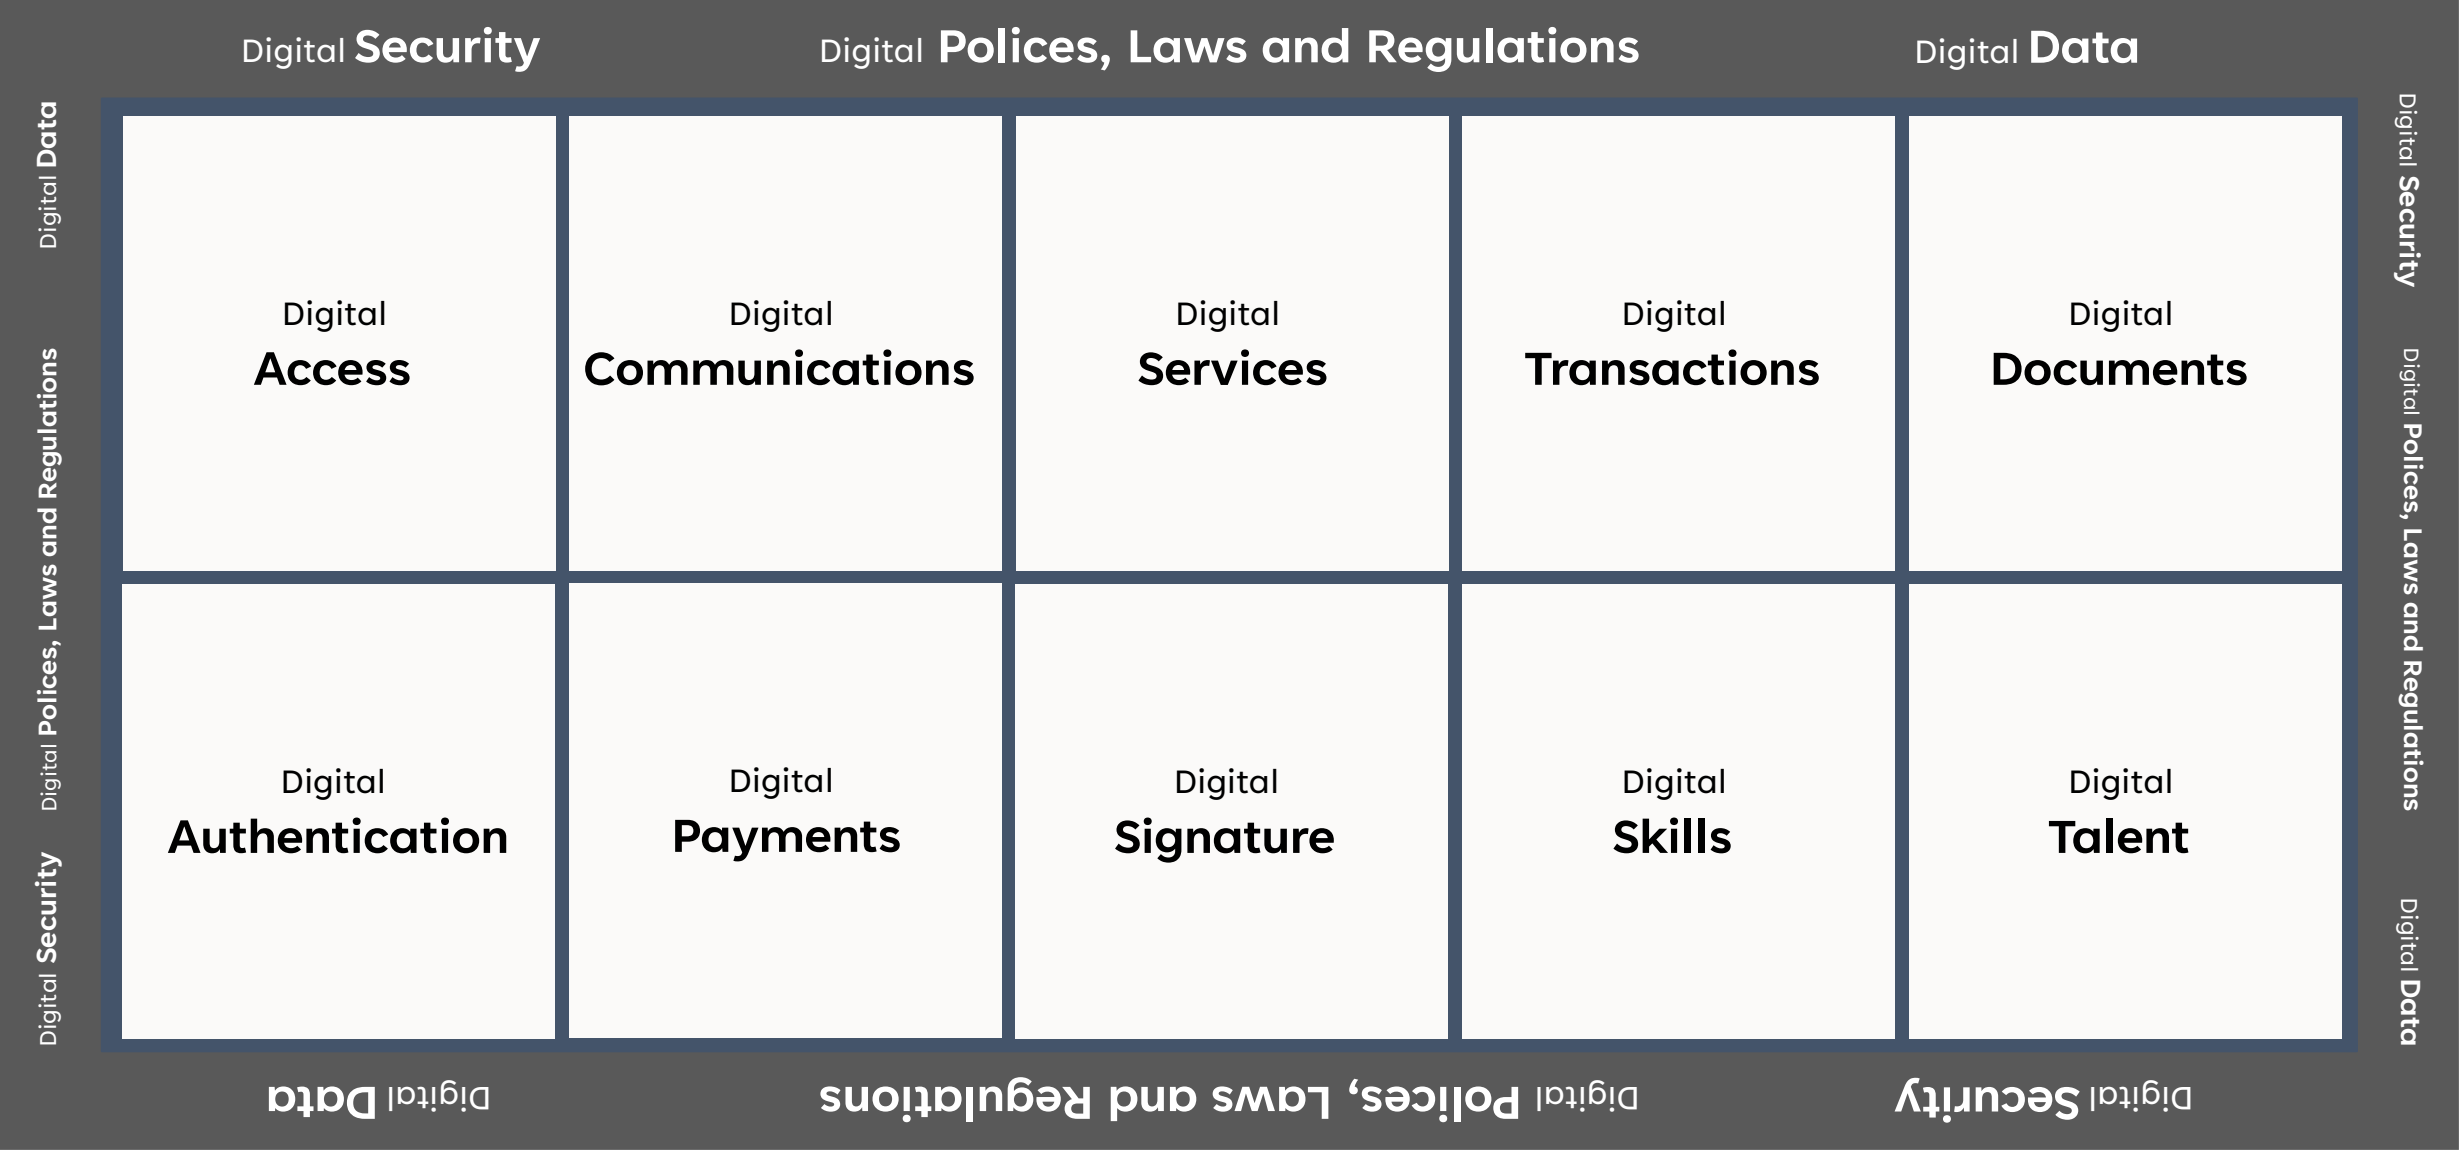 Digital Security
Digital Polices, Laws and Regulations
Digital Data
Digital Data
Digital Polices, Laws and Regulations
Digital Security
Digital
Access
Digital
Communications
Digital
Services
Digital
Transactions
Digital
Documents
Digital
Authentication
Digital
Payments
Digital
Signature
Digital
Skills
Digital
Talent
Digital Security
Digital Polices, Laws and Regulations
Digital Data
Digital Data
Digital Polices, Laws and Regulations
Digital Security